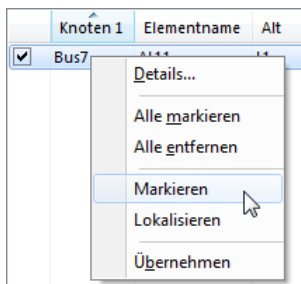 Knoten 1 Elementname Alt
Bus7
Details...
Alle markieren
Alle entfernen
Markieren
Lokalisieren
Übernehmen